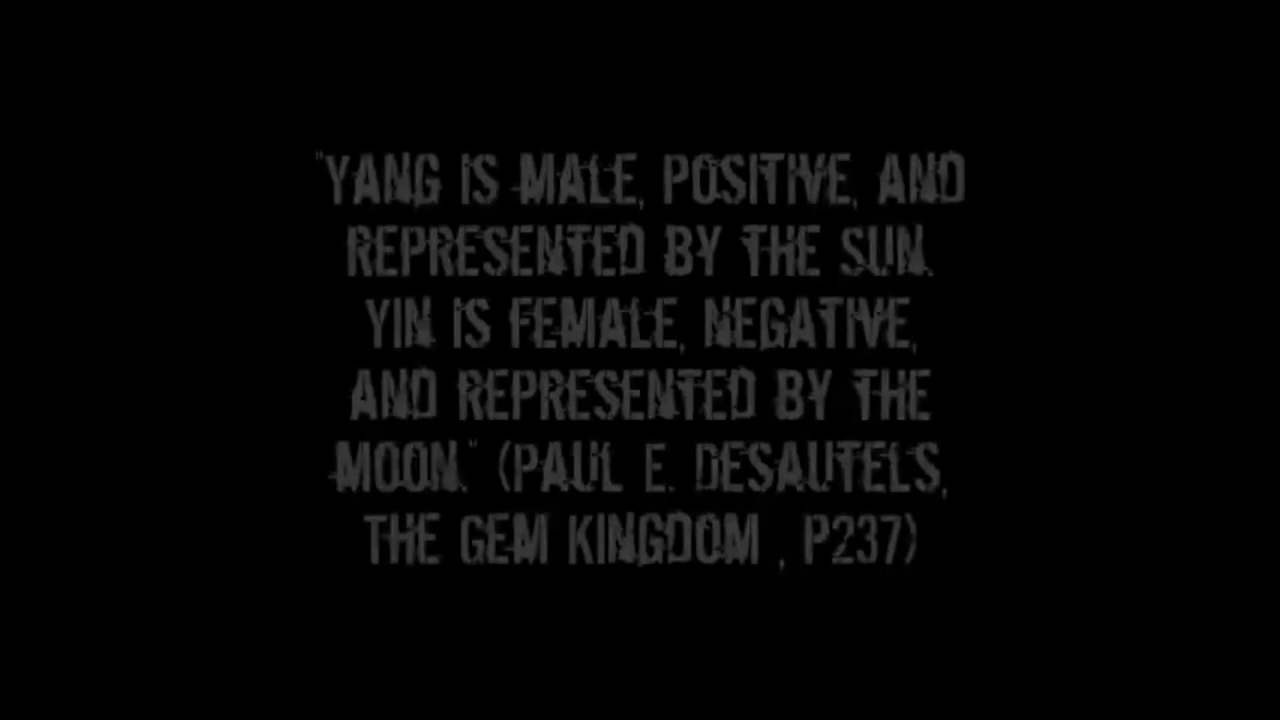 "YANG IS MALE, POSITIVE, AND
REPRESENTED BY THE SUN.
YIN IS FEMALE, NEGATIVE,
AND REPRESENTED BY THE
MOON." (PAUL E. DESAUTELS,
THE GEM KINGDOM , P237)